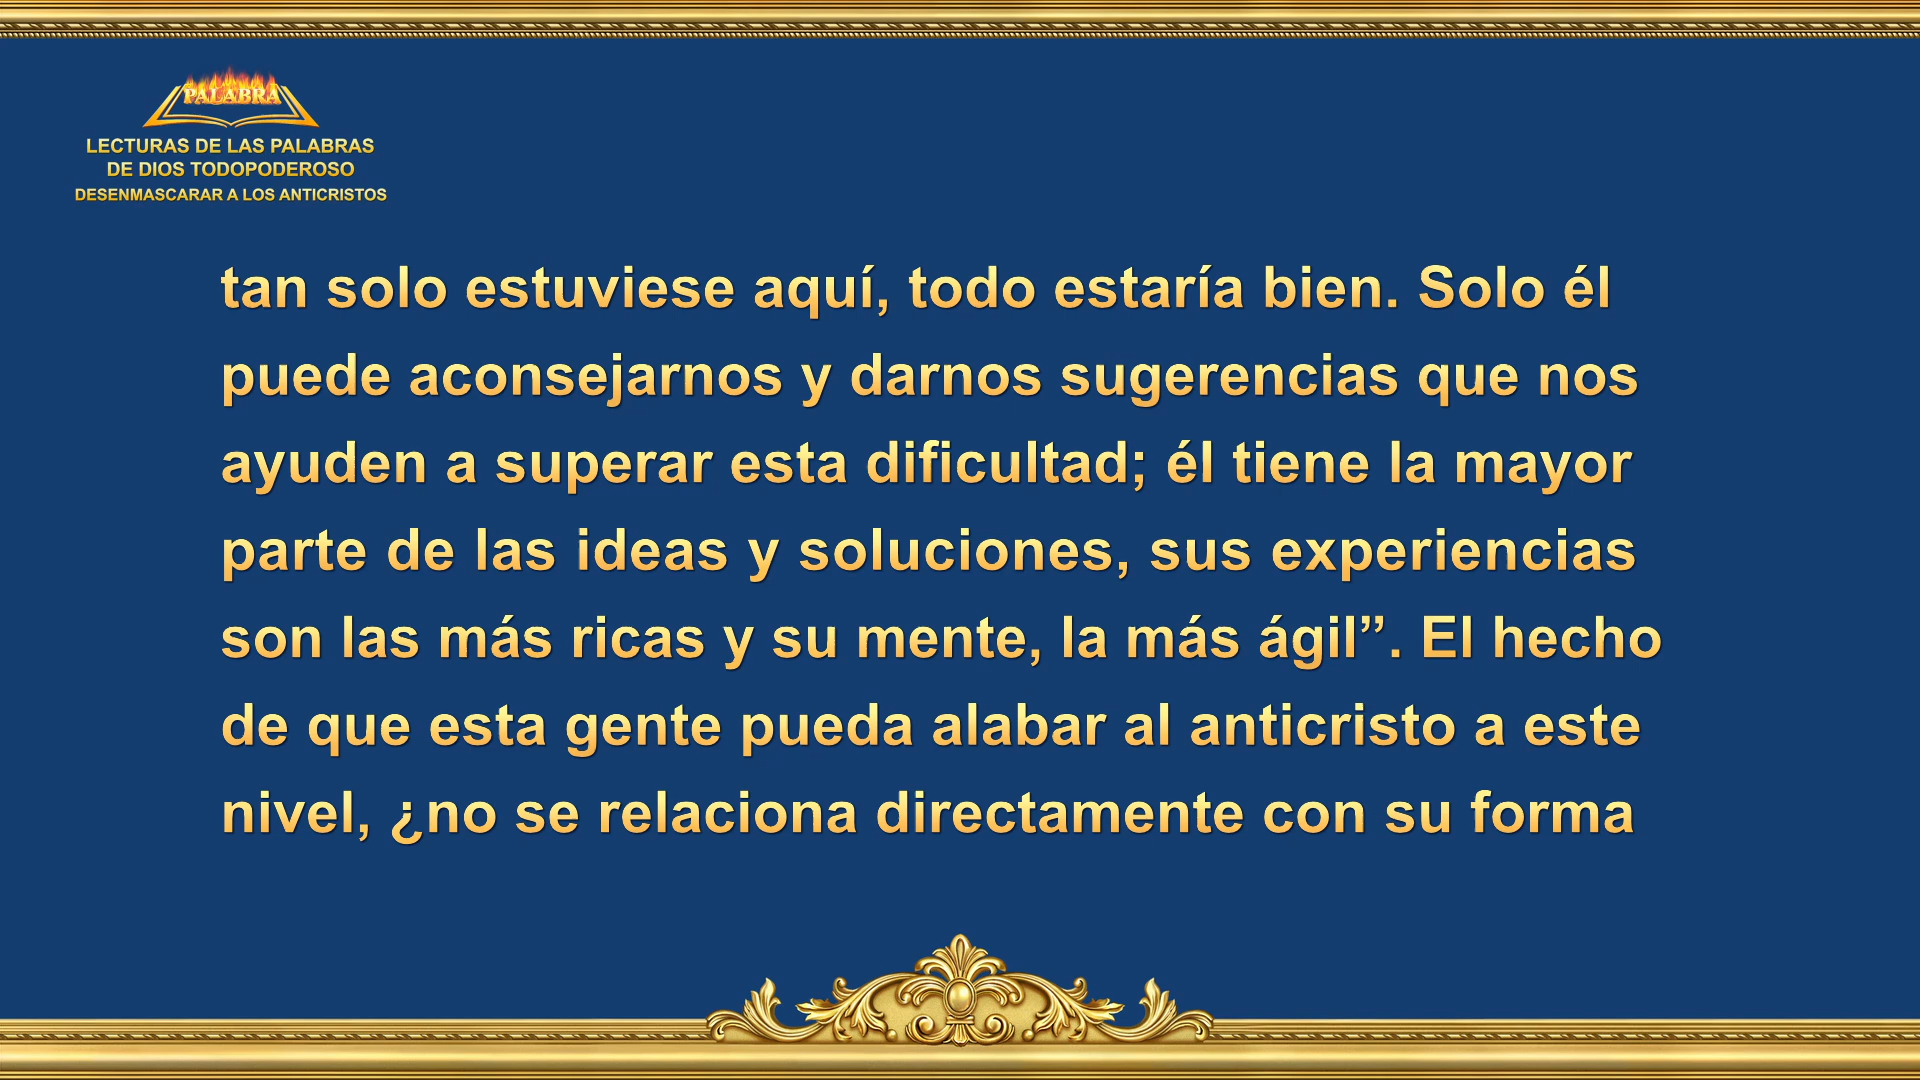 PALABRA
LECTURAS DE LAS PALABRAS
DE DIOS TODOPODEROSO
DESENMASCARAR A LOS ANTICRISTOS
tan solo estuviese aquí, todo estaría bien. Solo él
puede aconsejarnos y darnos sugerencias que nos
ayuden a superar esta dificultad; él tiene la mayor
parte de las ideas y soluciones, sus experiencias
son las más ricas y su mente, la más ágil”. El hecho
de que esta gente pueda alabar al anticristo a este
nivel, ¿no se relaciona directamente con su forma